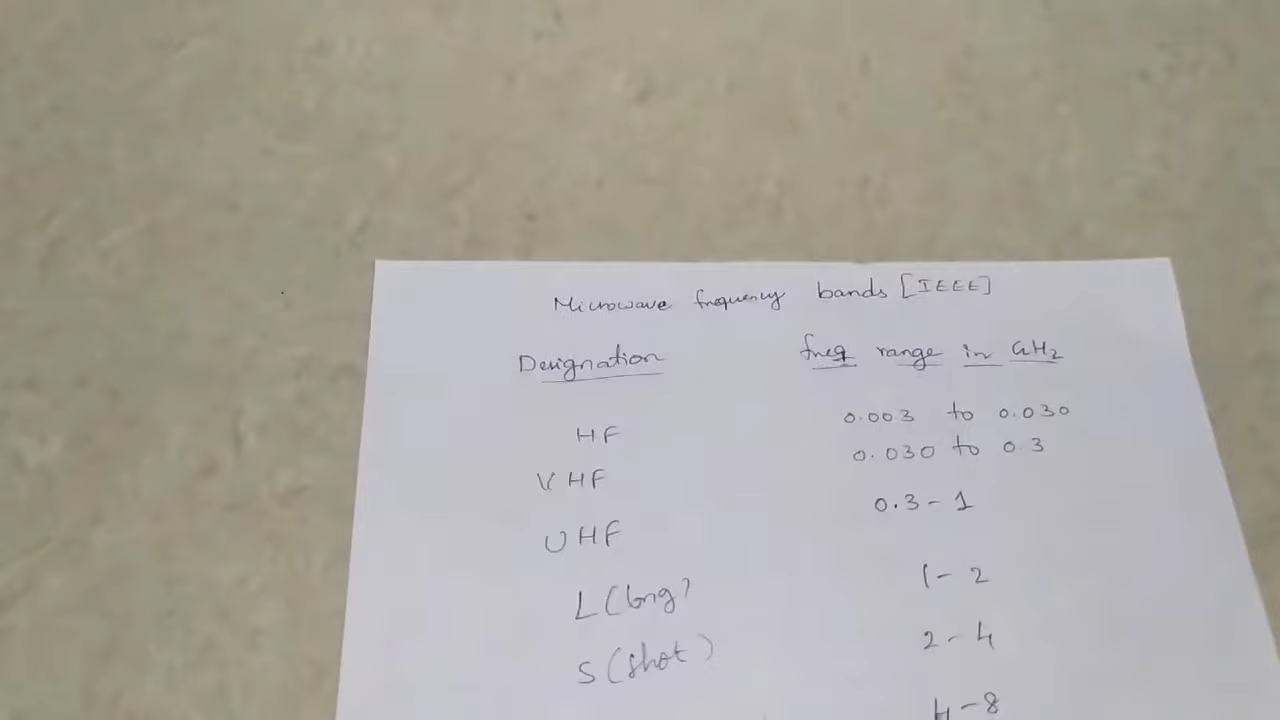 Microwave frequency bands [IEEE]
Designation freq range in GHz
HF 0.003 to 0.030
VHF 0.030 to 0.3
UHF 0.3 - 1
L (long) 1 - 2
S (shot) 2 - 4
4 - 8